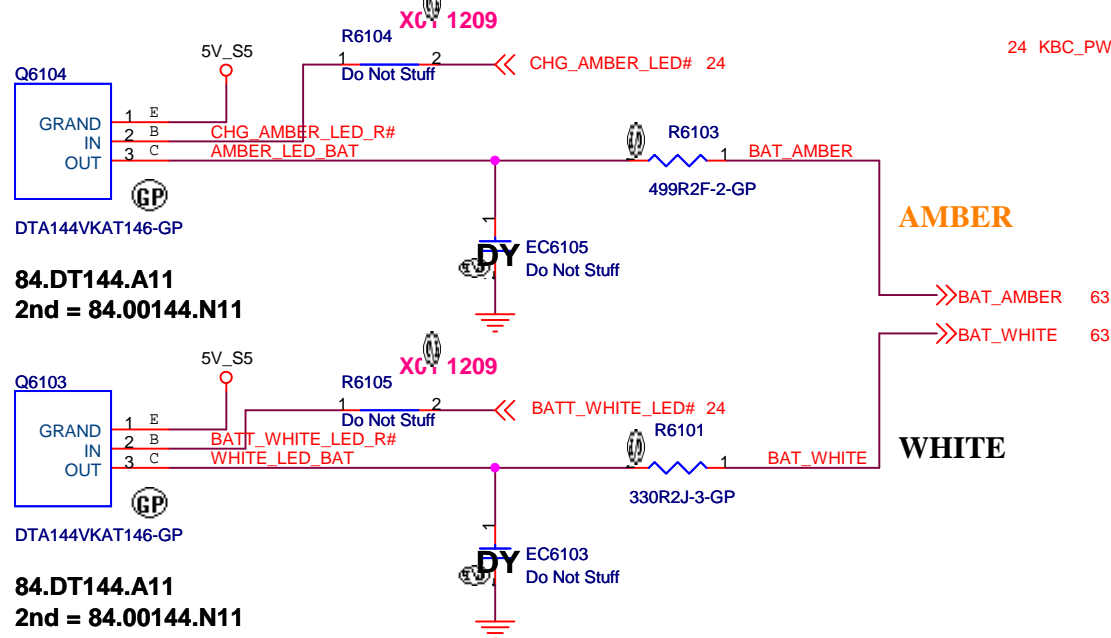 X01 1209
R6104
5V_S5
1 2
CHG_AMBER_LED# 24
24 KBC_PW
Do Not Stuff
Q6104
1 E
GRAND
2 B
IN
CHG_AMBER_LED_R#
3 C
OUT
AMBER_LED_BAT
R6103
1
BAT_AMBER
499R2F-2-GP
GP
DTA144VKAT146-GP
AMBER
1
DY
EC6105
Do Not Stuff
84.DT144.A11
2nd = 84.00144.N11
BAT_AMBER 63
BAT_WHITE 63
X01 1209
5V_S5
R6105
1 2
BATT_WHITE_LED# 24
Do Not Stuff
Q6103
1 E
GRAND
2 B
IN
BATT_WHITE_LED_R#
3 C
OUT
WHITE_LED_BAT
R6101
1
BAT_WHITE
330R2J-3-GP
WHITE
GP
DTA144VKAT146-GP
1
DY
EC6103
Do Not Stuff
84.DT144.A11
2nd = 84.00144.N11